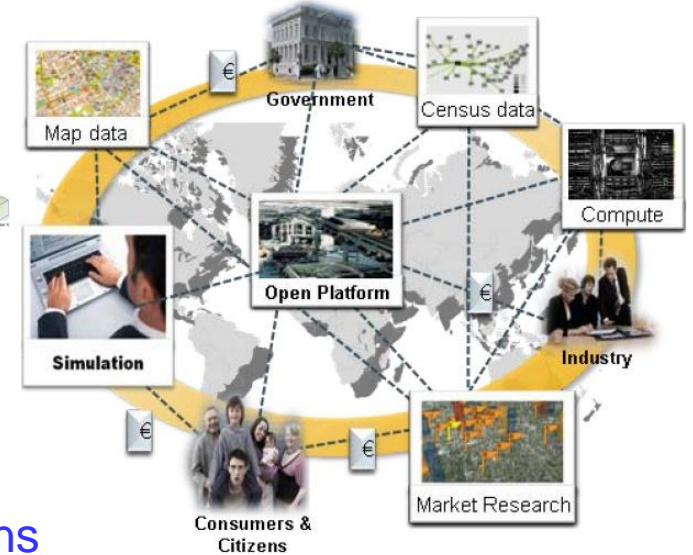 Government
Map data
€
Census data
Compute
Open Platform
€
Simulation
Industry
€
€
Market Research
Consumers &
Citizens
ns